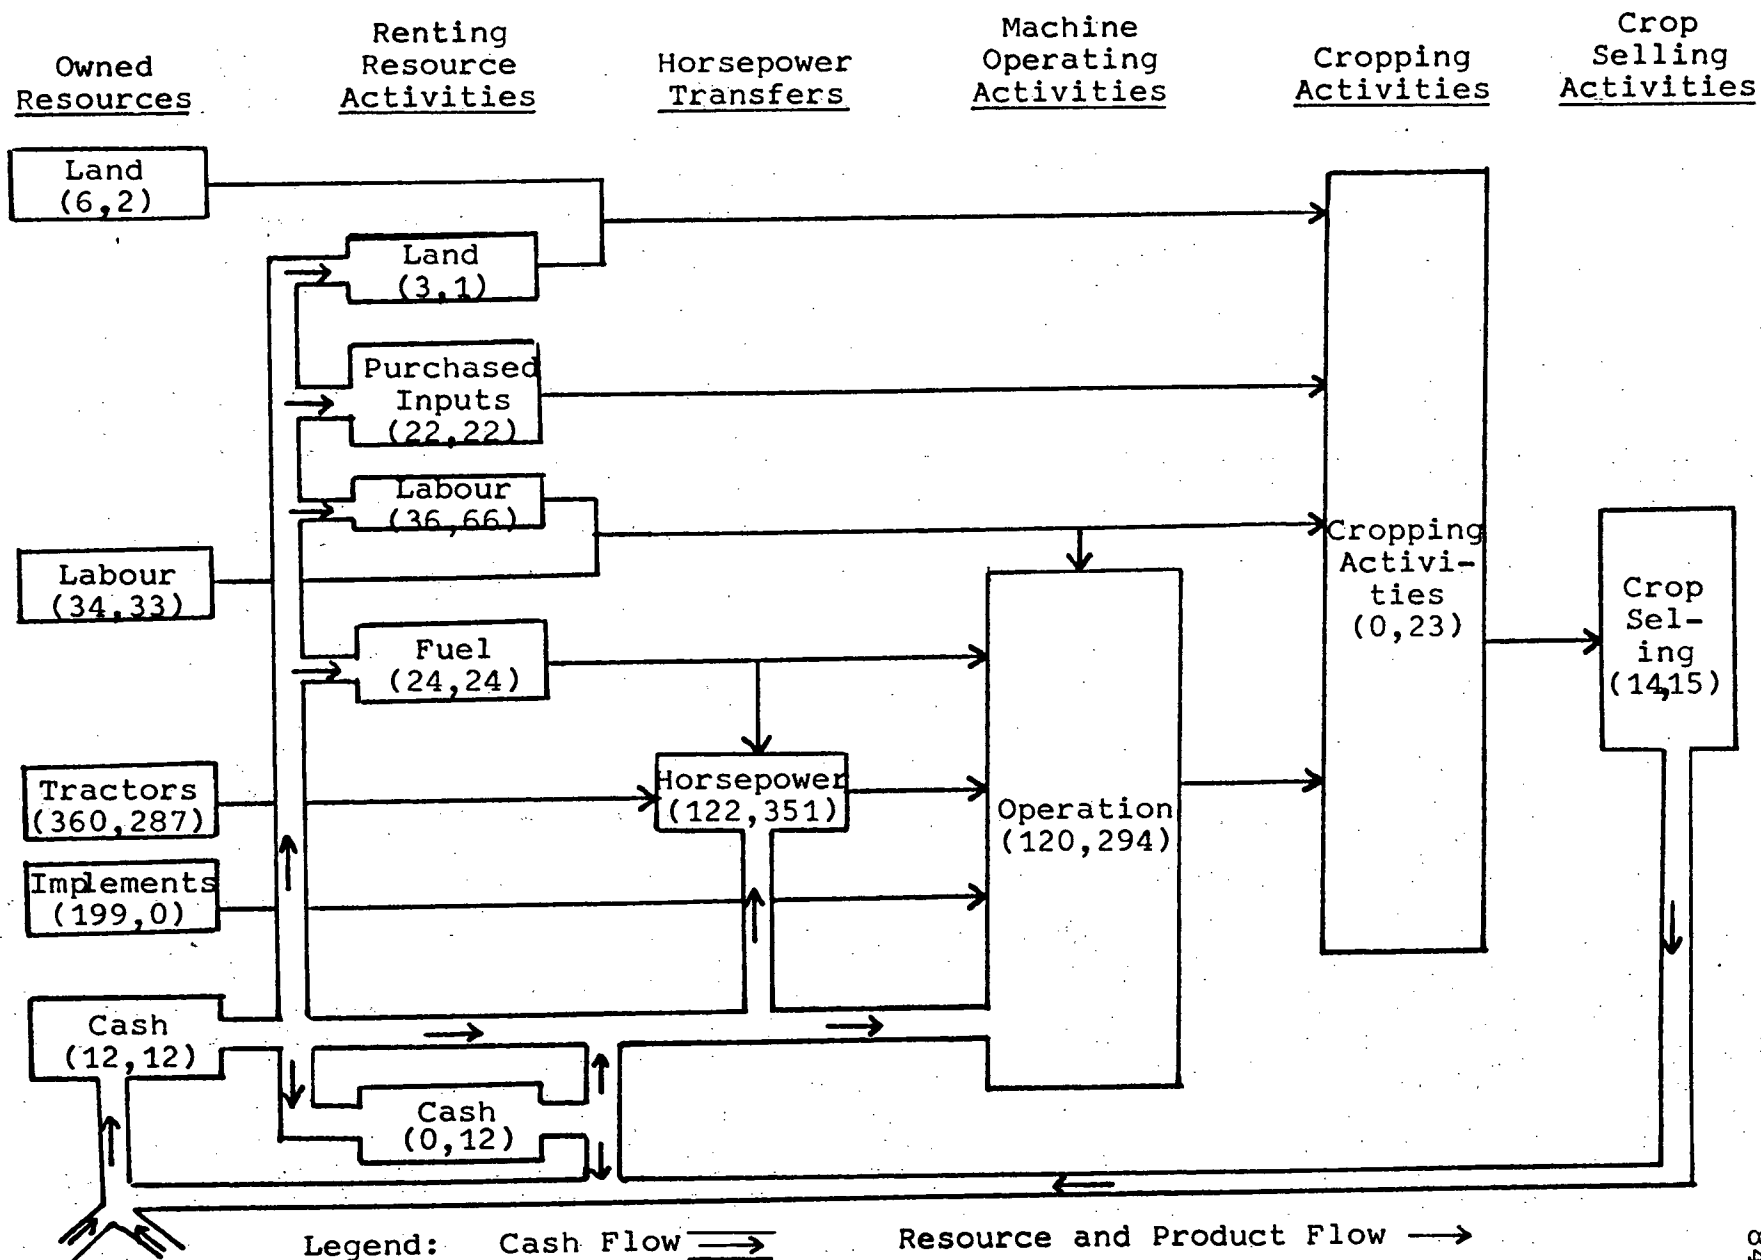 Owned
Resources
Renting
Resource
Activities
Horsepower
Transfers
Machine
Operating
Activities
Cropping
Activities
Crop
Selling
Activities
Land
(6,2)
Land
(3,1)
Purchased
Inputs
(22,22)
Labour
(36,66)
Labour
(34,33)
Fuel
(24,24)
Tractors
(360,287)
Implements
(199,0)
Horsepower
(122,351)
Operation
(120,294)
Cropping
Activi-
ties
(0,23)
Crop
Sel-
ing
(14,15)
Cash
(12,12)
Cash
(0,12)
Legend: Cash Flow Resource and Product Flow